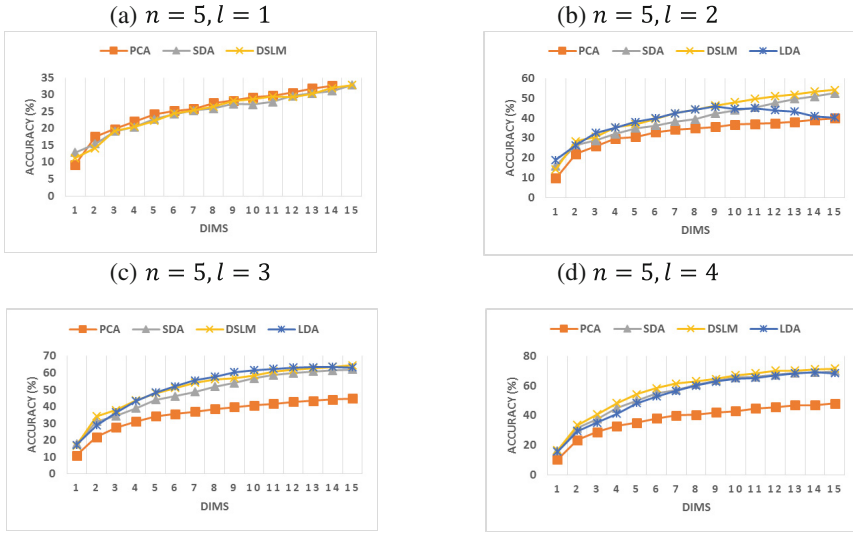 (a) n = 5, l = 1
PCA SDA DSLM
ACCURACY (%)
35
30
25
20
15
10
5
0
1 2 3 4 5 6 7 8 9 10 11 12 13 14 15
DIMS
(b) n = 5, l = 2
PCA SDA DSLM LDA
ACCURACY (%)
60
50
40
30
20
10
0
1 2 3 4 5 6 7 8 9 10 11 12 13 14 15
DIMS
(c) n = 5, l = 3
PCA SDA DSLM LDA
ACCURACY (%)
70
60
50
40
30
20
10
0
1 2 3 4 5 6 7 8 9 10 11 12 13 14 15
DIMS
(d) n = 5, l = 4
PCA SDA DSLM LDA
ACCURACY (%)
80
60
40
20
0
1 2 3 4 5 6 7 8 9 10 11 12 13 14 15
DIMS